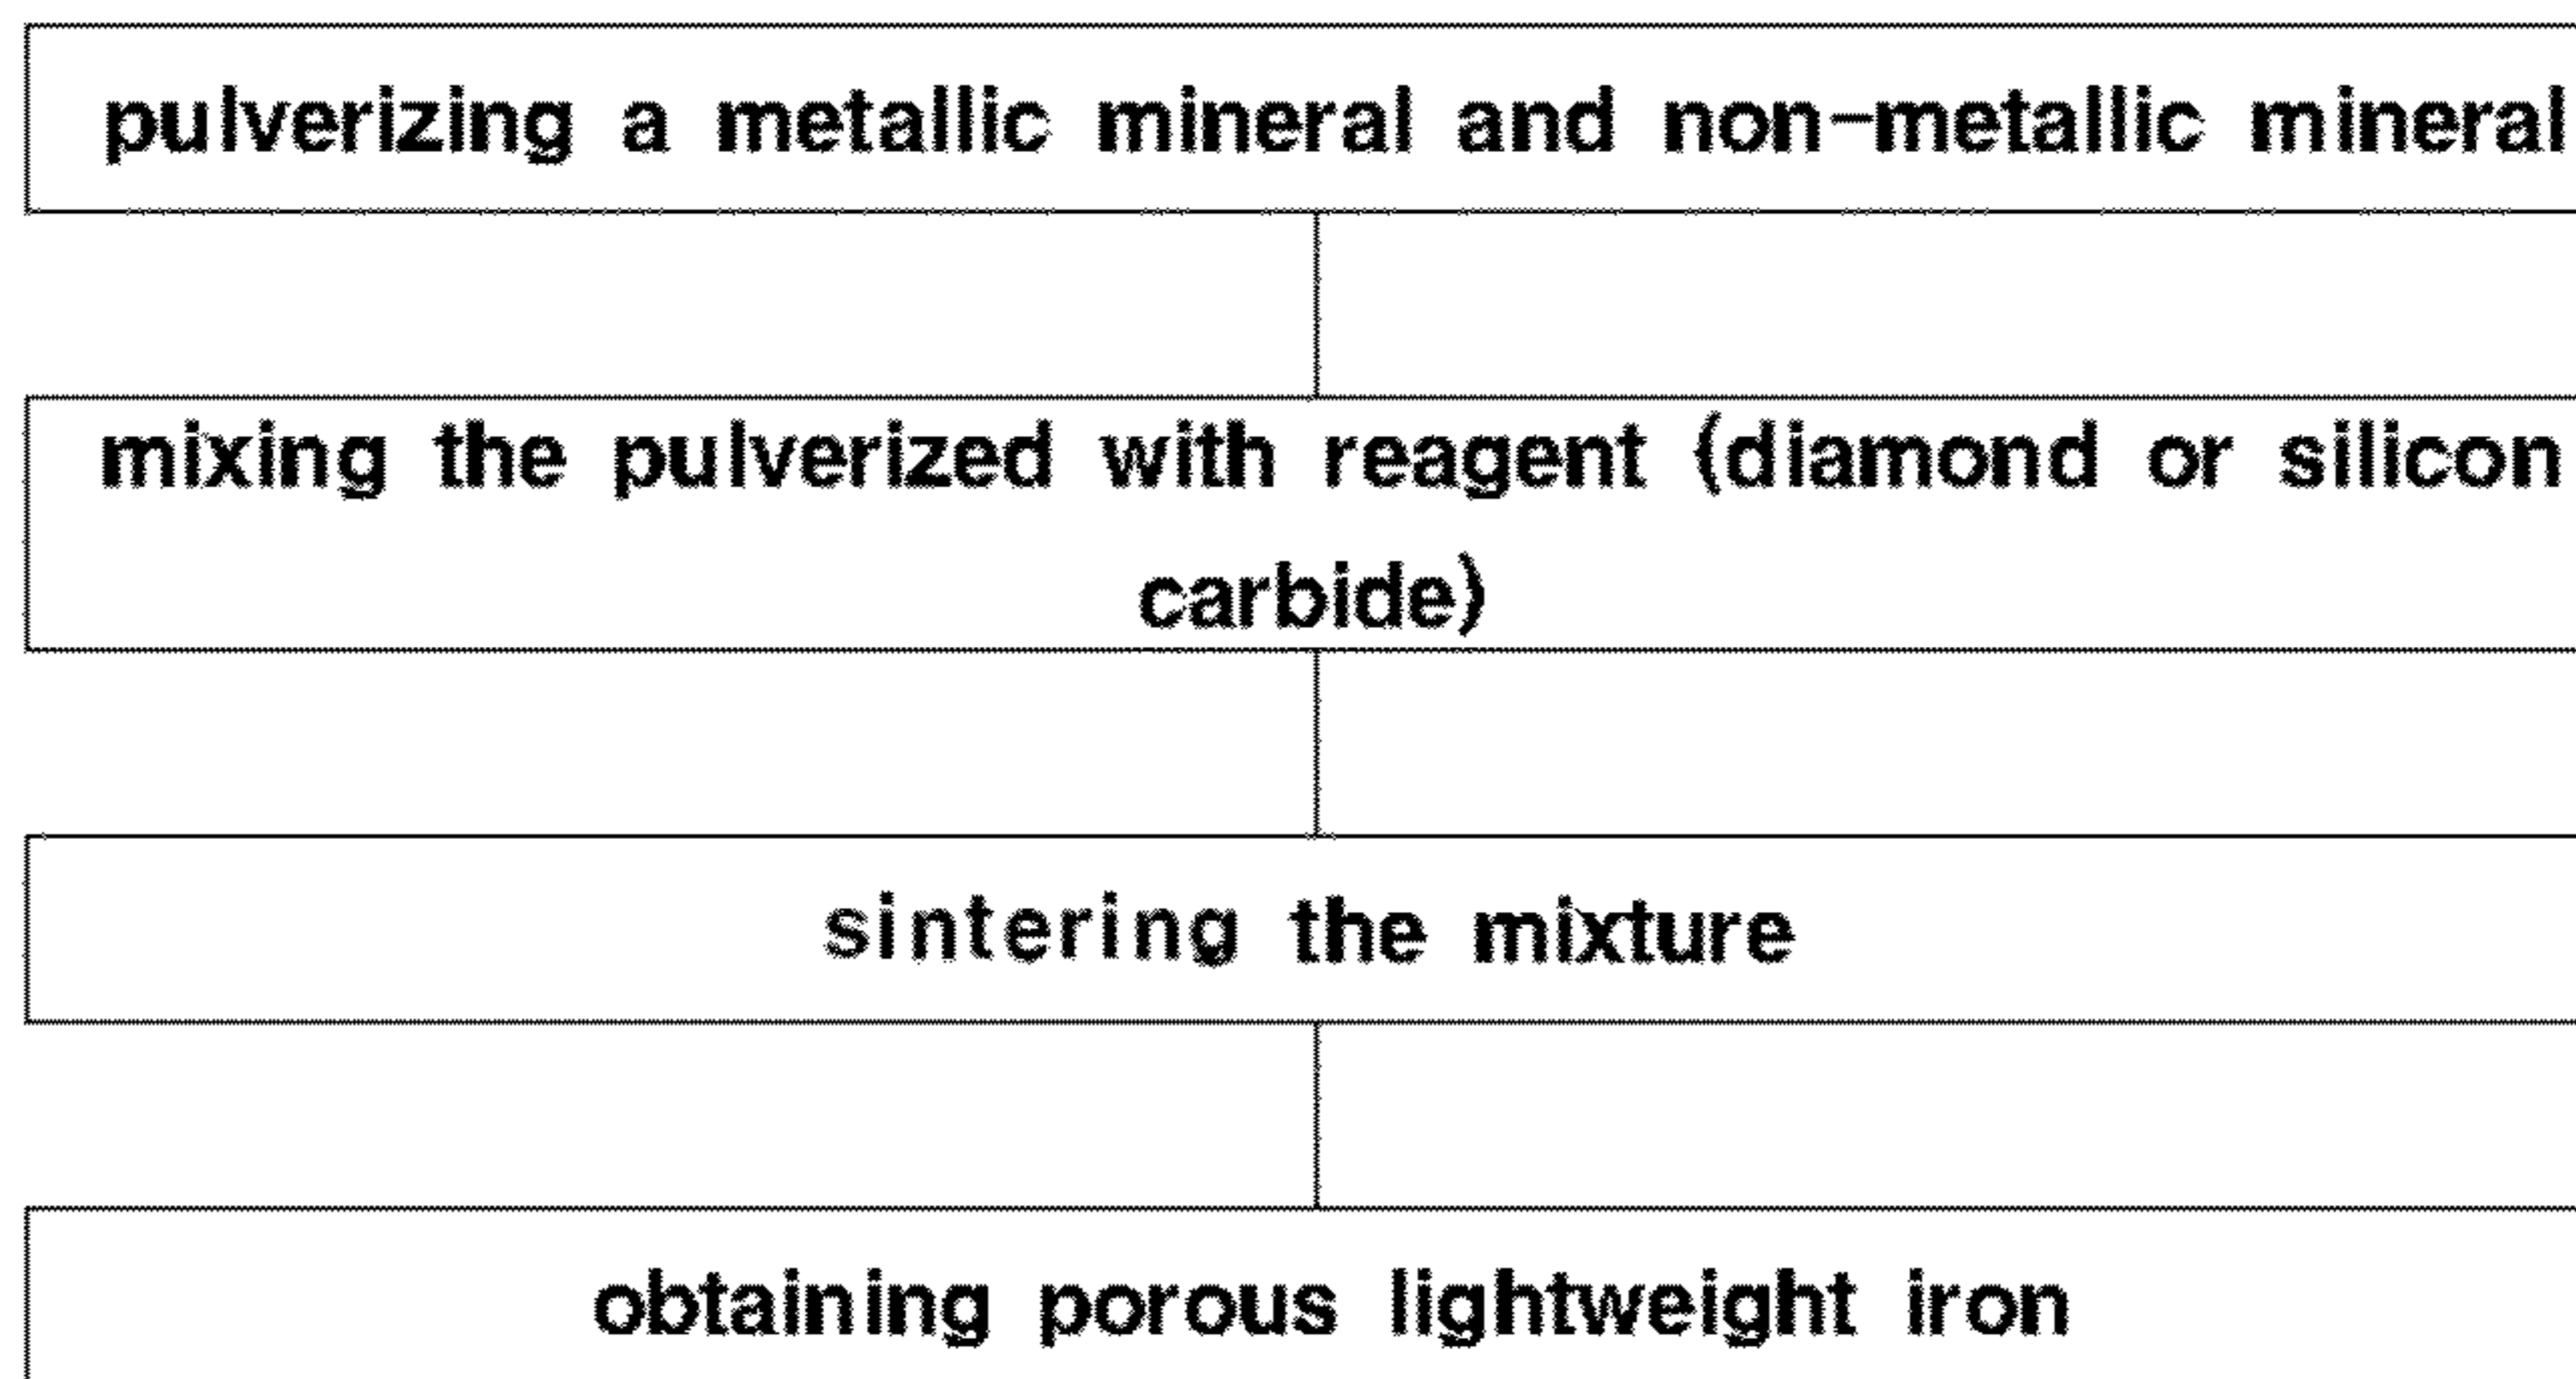 pulverizing a metallic mineral and non-metallic mineral
mixing the pulverized with reagent (diamond or silicon
carbide)
sintering the mixture
obtaining porous lightweight iron